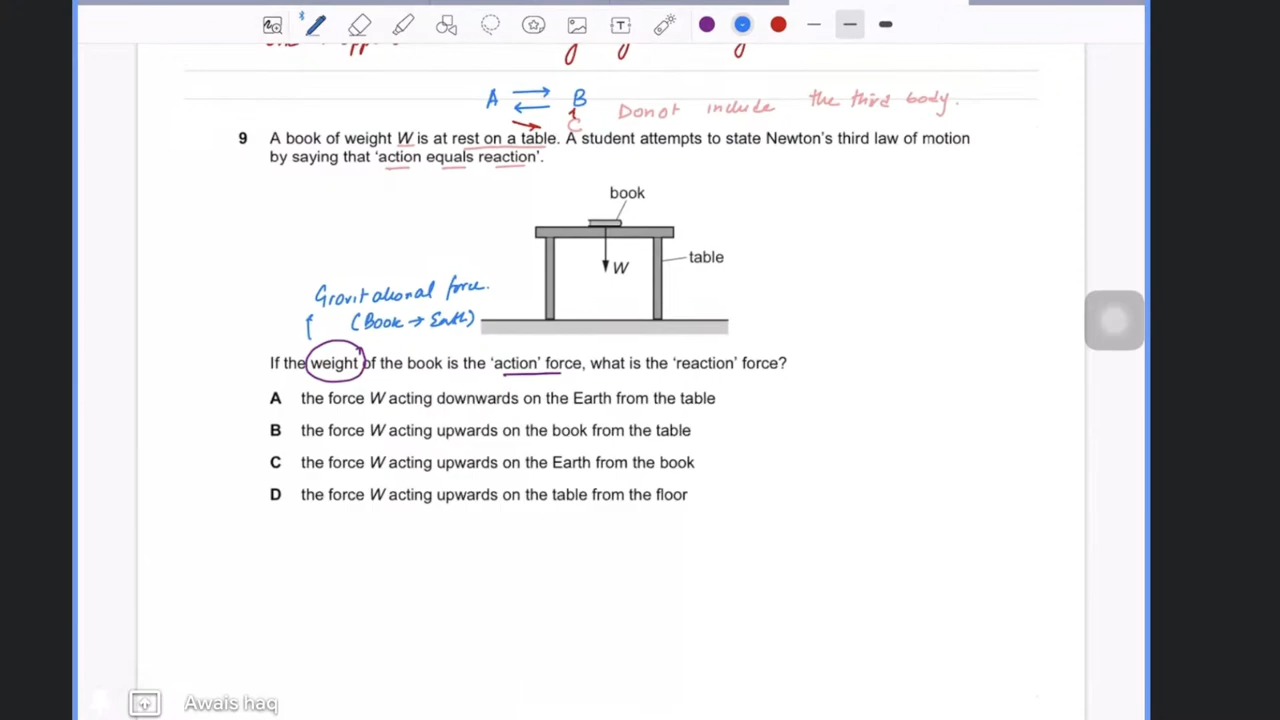 A B Donot include the third body.
C
9 A book of weight W is at rest on a table. A student attempts to state Newton's third law of motion
by saying that 'action equals reaction'.
book
W
table
Gravitational force.
(Book → Earth)
If the weight of the book is the 'action' force, what is the 'reaction' force?
A the force W acting downwards on the Earth from the table
B the force W acting upwards on the book from the table
C the force W acting upwards on the Earth from the book
D the force W acting upwards on the table from the floor
Awais haq